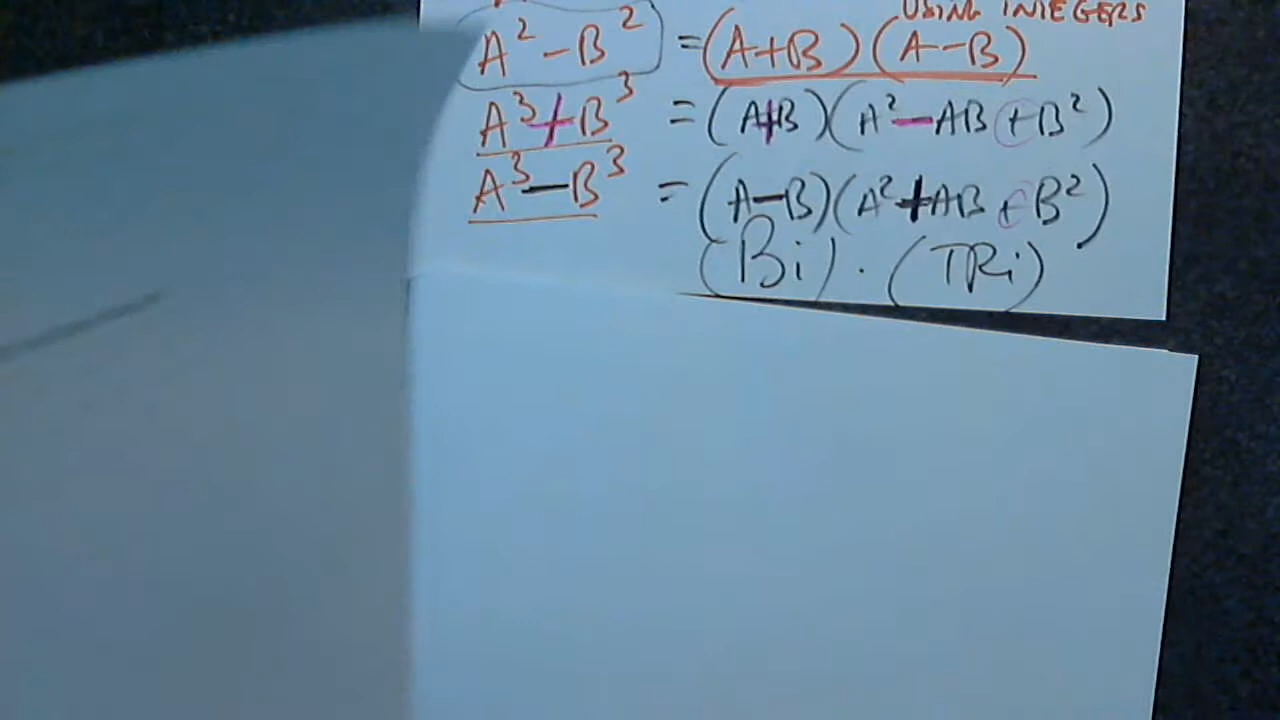 USING INTEGERS
A² - B² = (A+B)(A-B)
A³ + B³ = (A+B)(A² - AB + B²)
A³ - B³ = (A-B)(A² + AB + B²)
(Bi) · (TRi)